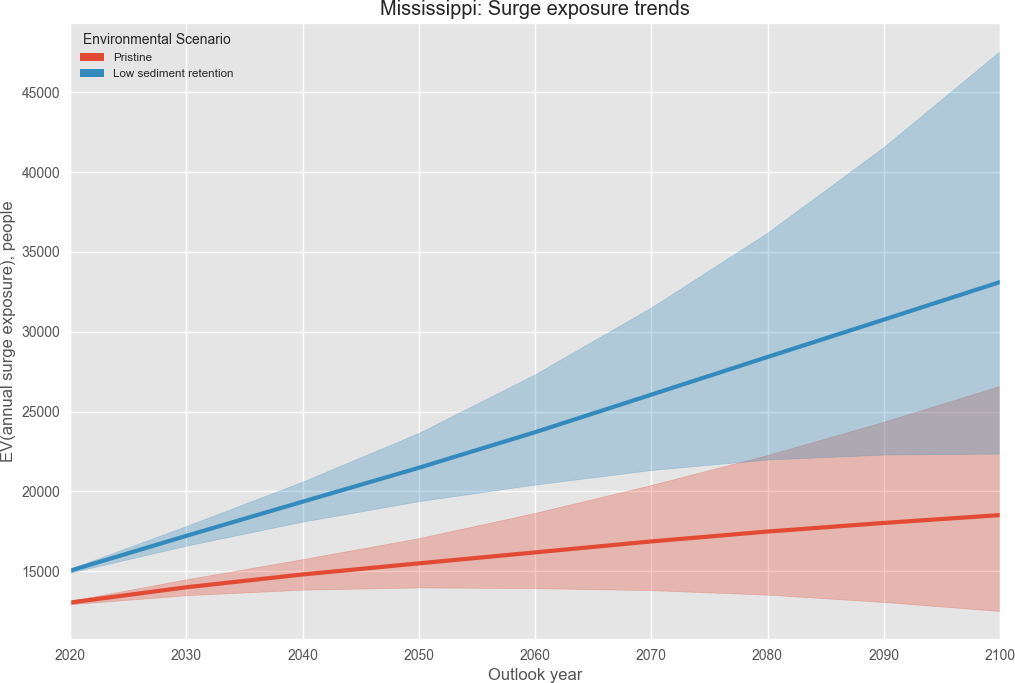 Mississippi: Surge exposure trends
Environmental Scenario
Pristine
Low sediment retention
EV(annual surge exposure), people
45000
40000
35000
30000
25000
20000
15000
2020 2030 2040 2050 2060 2070 2080 2090 2100
Outlook year